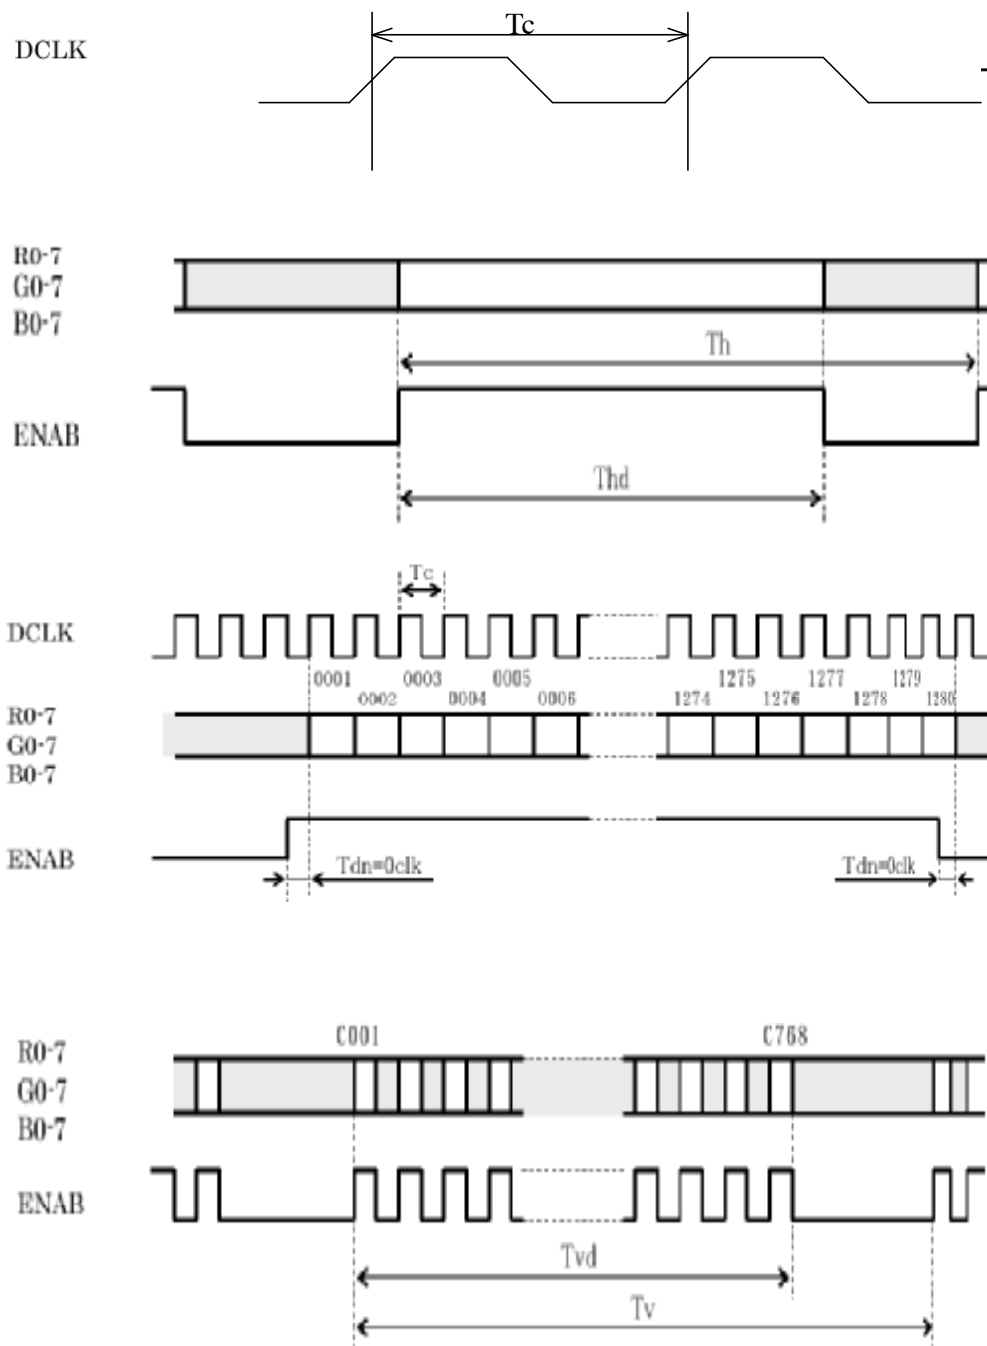 Tc
DCLK
R0-7
G0-7
B0-7
Th
ENAB
Thd
Tc
DCLK
0001 0003 0005 1275 1277 1279
0002 0004 0006 1274 1276 1278 1280
R0-7
G0-7
B0-7
ENAB
Tdn=0clk Tdn=0clk
C001 C768
R0-7
G0-7
B0-7
ENAB
Tvd
Tv